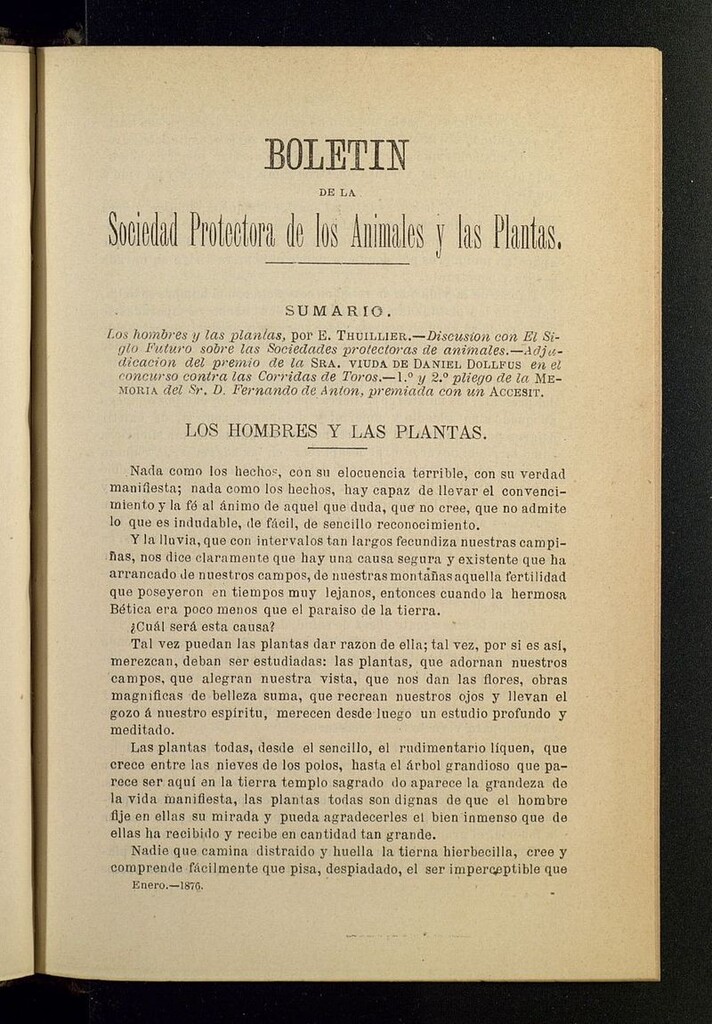 BOLETIN
DE LA
Sociedad Protectora de los Animales y las Plantas.
SUMARIO.
Los hombres y las plantas, por E. THUILLIER.—Discusion con El Si-
glo Futuro sobre las Sociedades protectoras de animales.—Adju-
dicacion del premio de la SRA. VIUDA DE DANIEL DOLLFUS en el
concurso contra las Corridas de Toros.—1.º y 2.º pliego de la ME-
MORIA del Sr. D. Fernando de Anton, premiada con un ACCESIT.
LOS HOMBRES Y LAS PLANTAS.
Nada como los hechos, con su elocuencia terrible, con su verdad
manifiesta; nada como los hechos, hay capaz de llevar el convenci-
miento y la fé al ánimo de aquel que duda, que no cree, que no admite
lo que es indudable, de fácil, de sencillo reconocimiento.
Y la lluvia, que con intervalos tan largos fecundiza nuestras campi-
ñas, nos dice claramente que hay una causa segura y existente que ha
arrancado de nuestros campos, de nuestras montañas aquella fertilidad
que poseyeron en tiempos muy lejanos, entonces cuando la hermosa
Bética era poco menos que el paraiso de la tierra.
¿Cuál será esta causa?
Tal vez puedan las plantas dar razon de ella; tal vez, por si es así,
merezcan, deban ser estudiadas: las plantas, que adornan nuestros
campos, que alegran nuestra vista, que nos dan las flores, obras
magníficas de belleza suma, que recrean nuestros ojos y llevan el
gozo á nuestro espíritu, merecen desde luego un estudio profundo y
meditado.
Las plantas todas, desde el sencillo, el rudimentario líquen, que
crece entre las nieves de los polos, hasta el árbol grandioso que pa-
rece ser aquí en la tierra templo sagrado do aparece la grandeza de
la vida manifiesta, las plantas todas son dignas de que el hombre
fije en ellas su mirada y pueda agradecerles el bien inmenso que de
ellas ha recibido y recibe en cantidad tan grande.
Nadie que camina distraido y huella la tierna hierbecilla, cree y
comprende fácilmente que pisa, despiadado, el ser imperceptible que
Enero.—1876.